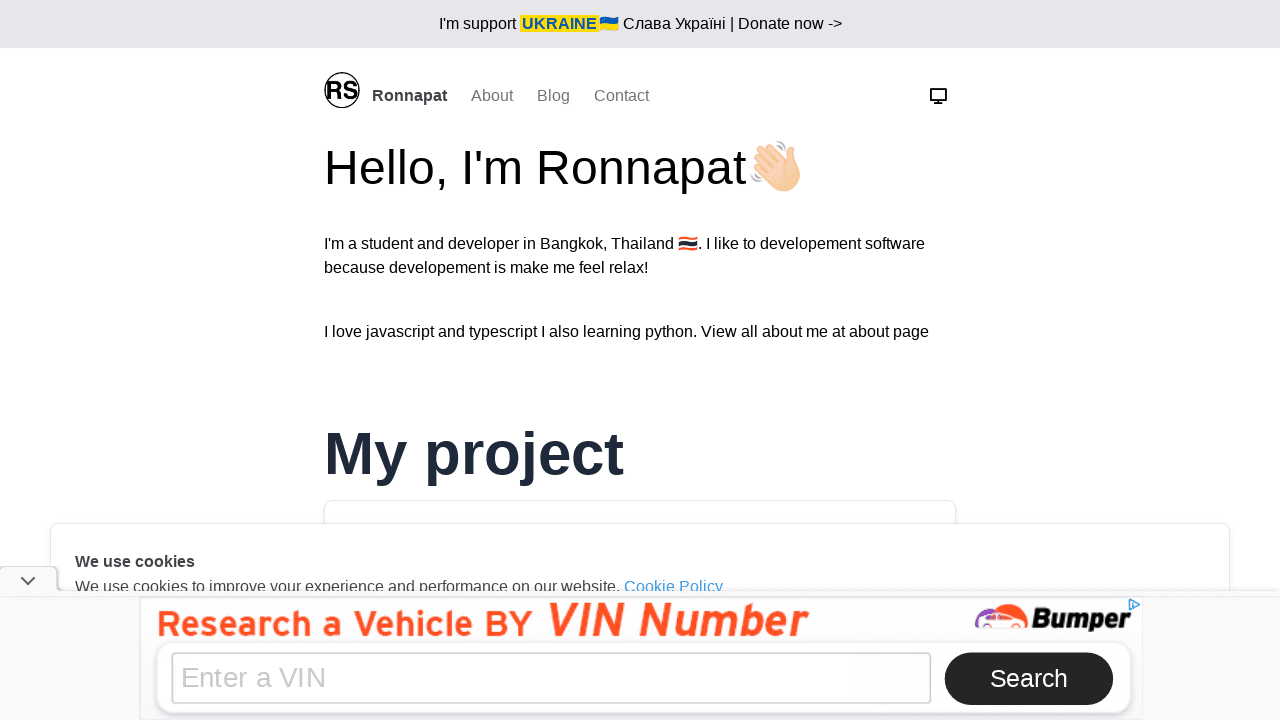 I'm support UKRAINE🇺🇦 Слава Україні | Donate now ->
RS Ronnapat About Blog Contact
Hello, I'm Ronnapat👋🏻
I'm a student and developer in Bangkok, Thailand 🇹🇭. I like to developement software
because developement is make me feel relax!
I love javascript and typescript I also learning python. View all about me at about page
My project
We use cookies
We use cookies to improve your experience and performance on our website. Cookie Policy
Research a Vehicle BY VIN Number
Bumper
Enter a VIN
Search